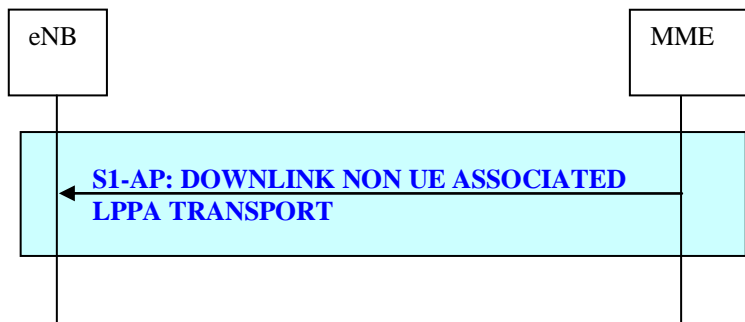 eNB
MME
S1-AP: DOWNLINK NON UE ASSOCIATED
LPPA TRANSPORT